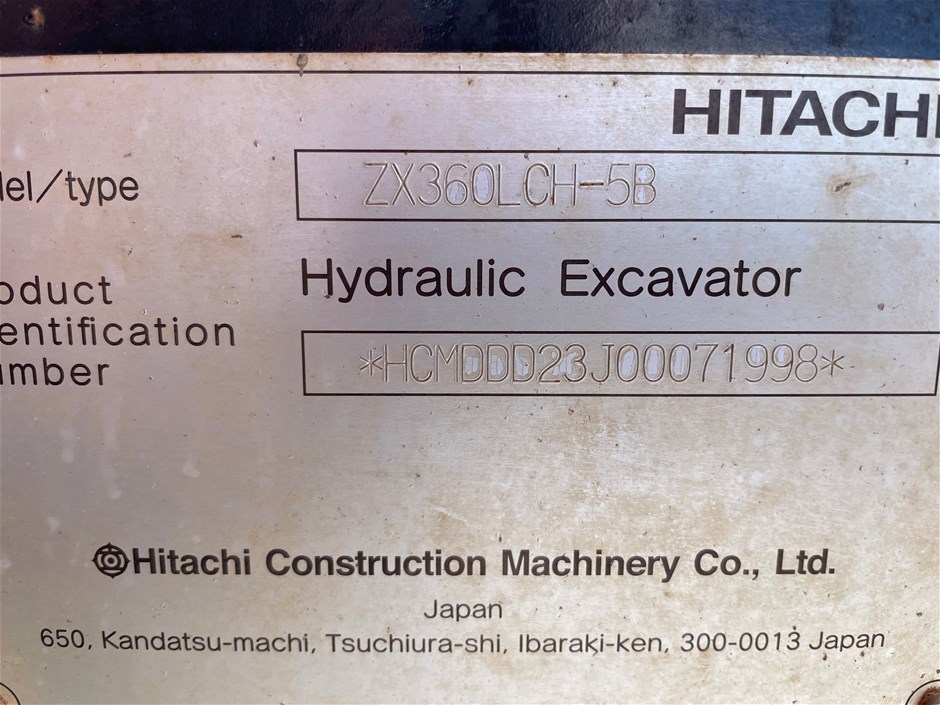 HITACHI
del/type ZX360LCH-5B
Hydraulic Excavator
oduct
entification
umber
*HCMDDD23J00071998*
Hitachi Construction Machinery Co., Ltd.
Japan
650, Kandatsu-machi, Tsuchiura-shi, Ibaraki-ken, 300-0013 Japan